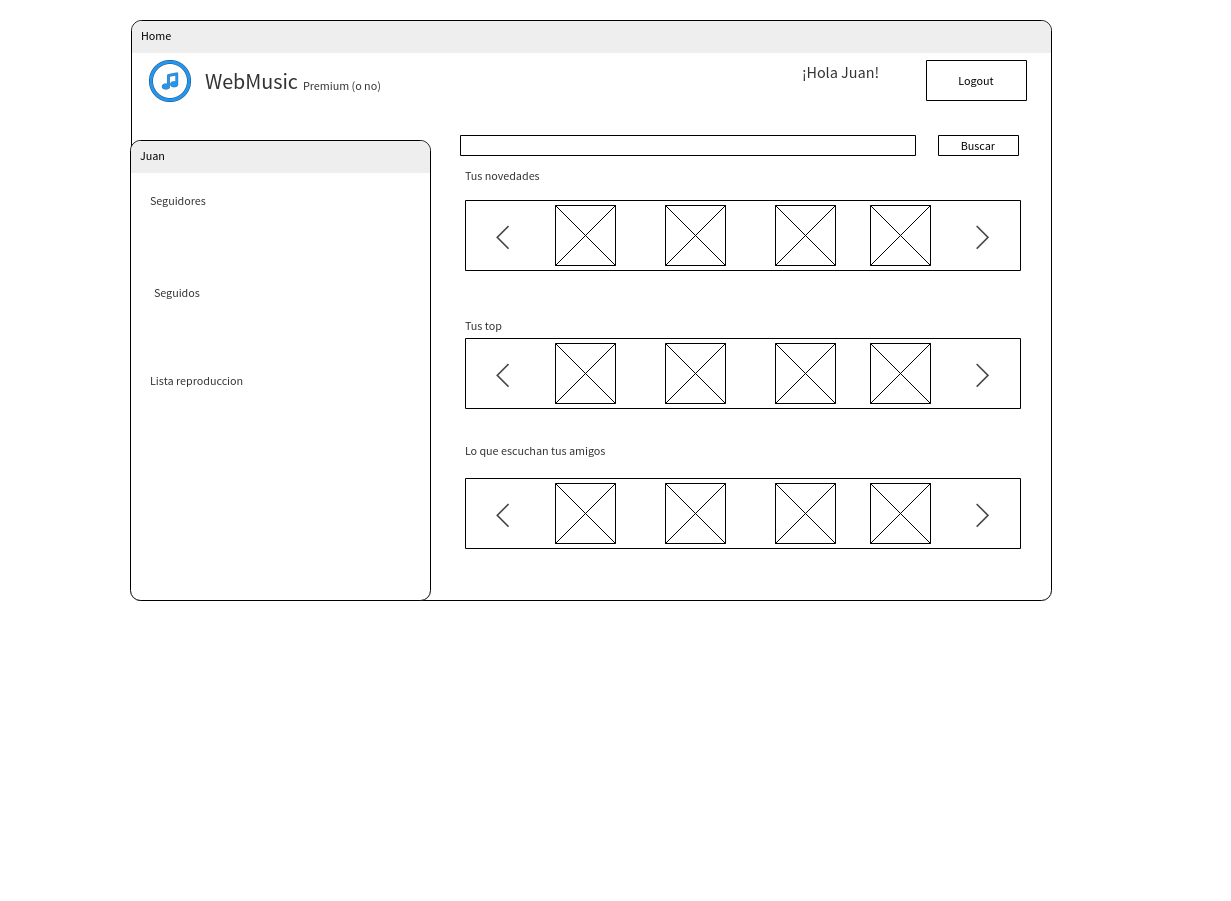 Home
WebMusic Premium (o no)
¡Hola Juan!
Logout
Juan
Seguidores
Seguidos
Lista reproduccion
Buscar
Tus novedades
Tus top
Lo que escuchan tus amigos